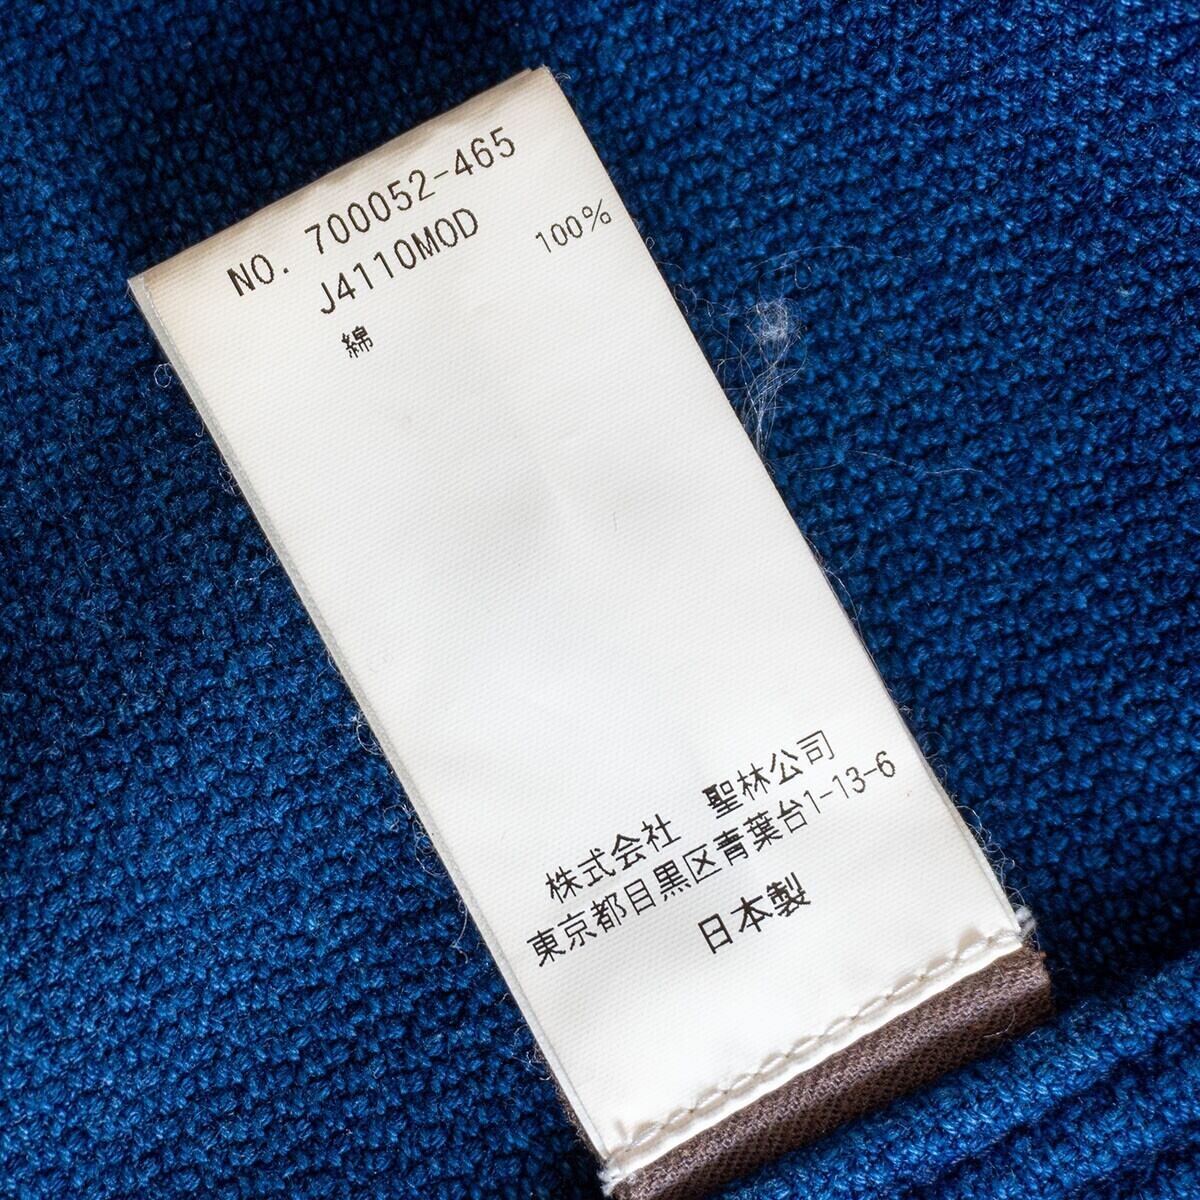 NO. 700052-465
J4110MOD
綿 100%
株式会社 聖林公司
東京都目黒区青葉台1-13-6
日本製